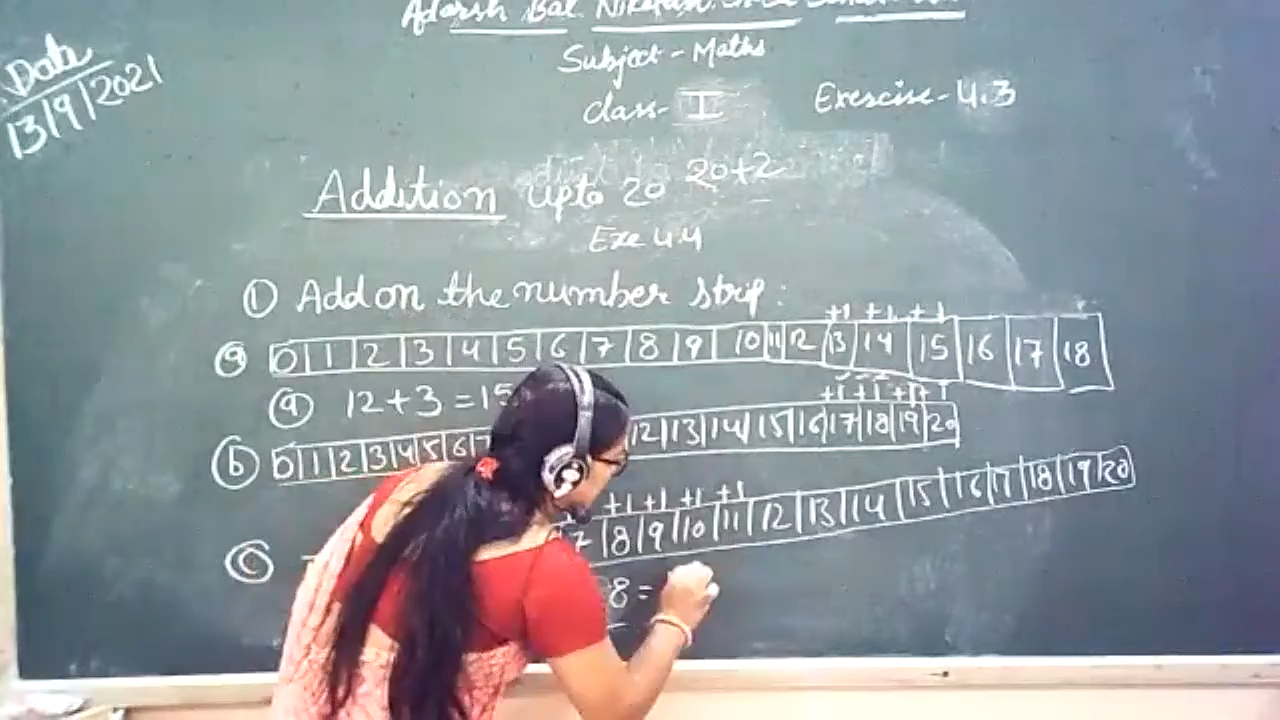 Adarsh Bal Niketan
Date
13/9/2021
Subject - Maths
Class - I
Exercise - 4.3
Addition upto 20 20+2
Exe 4.4
① Add on the number strip:
+1 +1 +1
ⓐ 0 1 2 3 4 5 6 7 8 9 10 11 12 13 14 15 16 17 18
ⓐ 12+3=15
+1 +1 +1 +1
ⓑ 0 1 2 3 4 5 6 7 12 13 14 15 16 17 18 19 20
+1 +1 +1 +1
ⓒ 7 8 9 10 11 12 13 14 15 16 17 18 19 20
8=